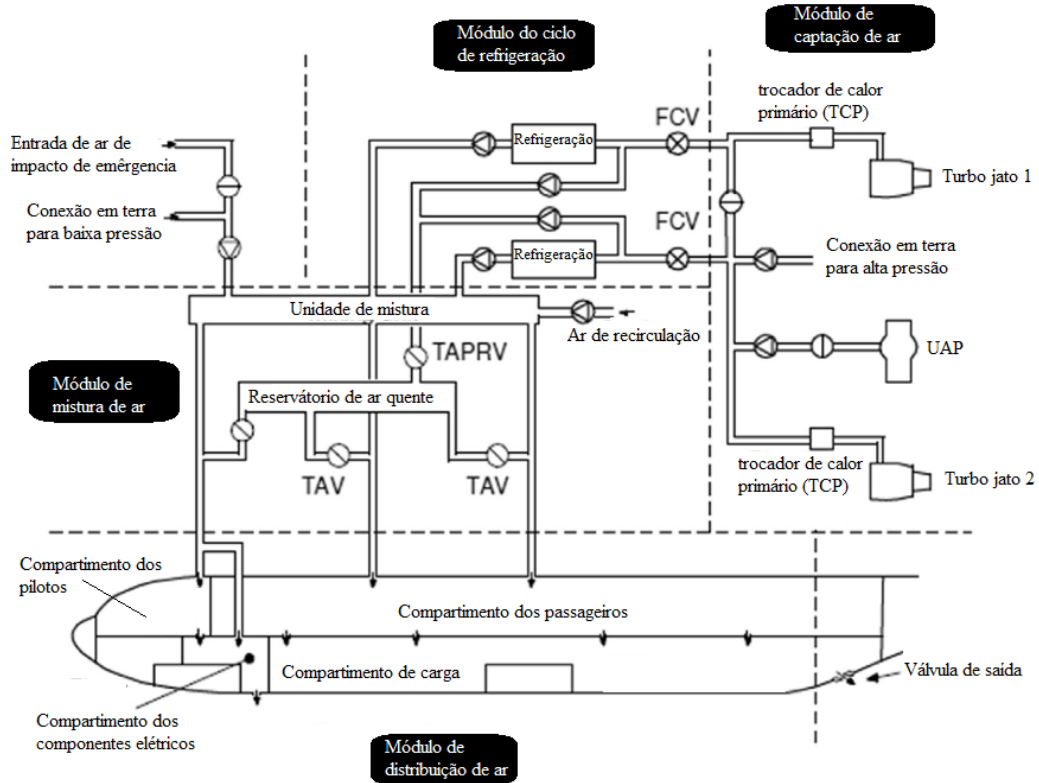 Módulo do ciclo
de refrigeração
Módulo de
captação de ar
trocador de calor
primário (TCP)
FCV
Refrigeração
Entrada de ar de
impacto de emêrgencia
Turbo jato 1
Conexão em terra
para baixa pressão
FCV
Refrigeração
Conexão em terra
para alta pressão
Unidade de mistura
Ar de recirculação
TAPRV
UAP
Módulo de
mistura de ar
Reservátorio de ar quente
TAV
TAV
trocador de calor
primário (TCP)
Turbo jato 2
Compartimento dos
pilotos
Compartimento dos passageiros
Compartimento de carga
Válvula de saída
Compartimento dos
componentes elétricos
Módulo de
distribuição de ar